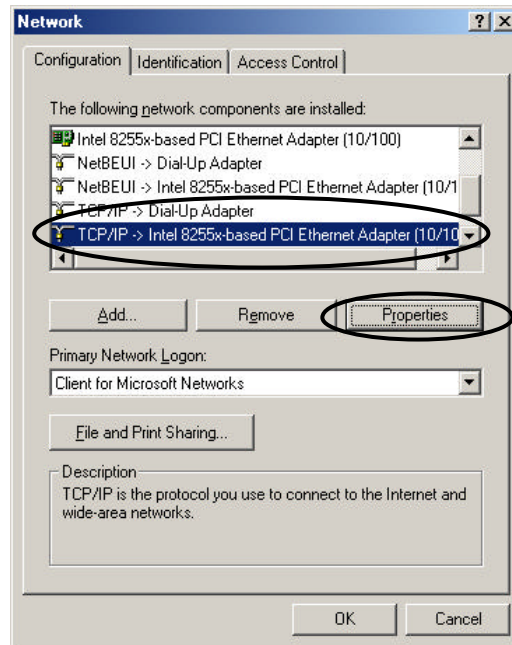 Network
Configuration Identification Access Control
The following network components are installed:
Intel 8255x-based PCI Ethernet Adapter (10/100)
NetBEUI -> Dial-Up Adapter
NetBEUI -> Intel 8255x-based PCI Ethernet Adapter (10/1
TCP/IP -> Dial-Up Adapter
TCP/IP -> Intel 8255x-based PCI Ethernet Adapter (10/10
Add... Remove Properties
Primary Network Logon:
Client for Microsoft Networks
File and Print Sharing...
Description
TCP/IP is the protocol you use to connect to the Internet and
wide-area networks.
OK Cancel